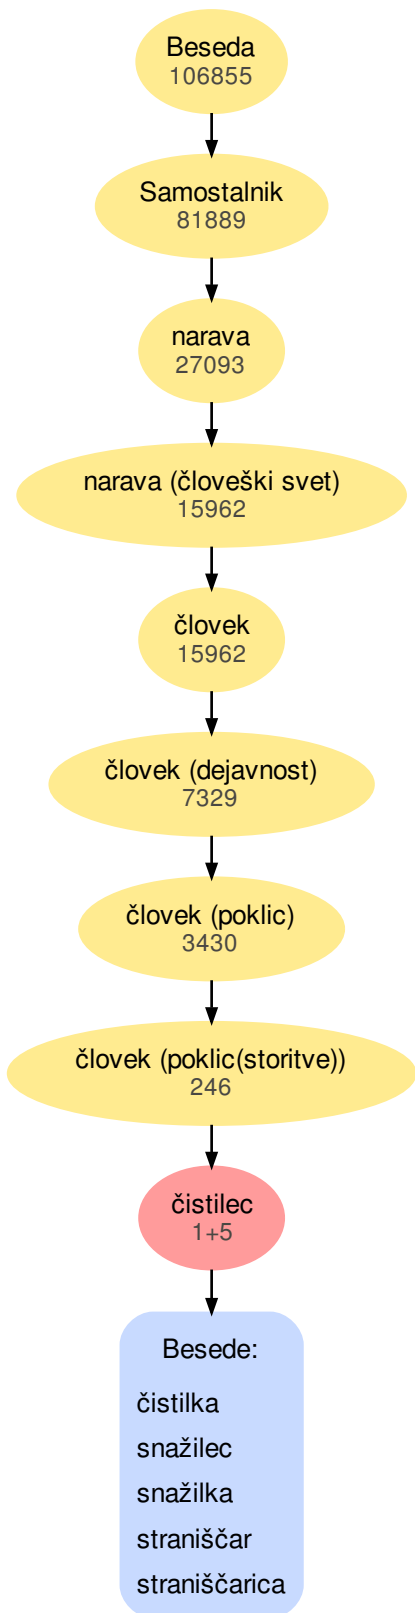 Beseda
106855
Samostalnik
81889
narava
27093
narava (človeški svet)
15962
človek
15962
človek (dejavnost)
7329
človek (poklic)
3430
človek (poklic(storitve))
246
čistilec
1+5
Besede:
čistilka
snažilec
snažilka
straniščar
straniščarica